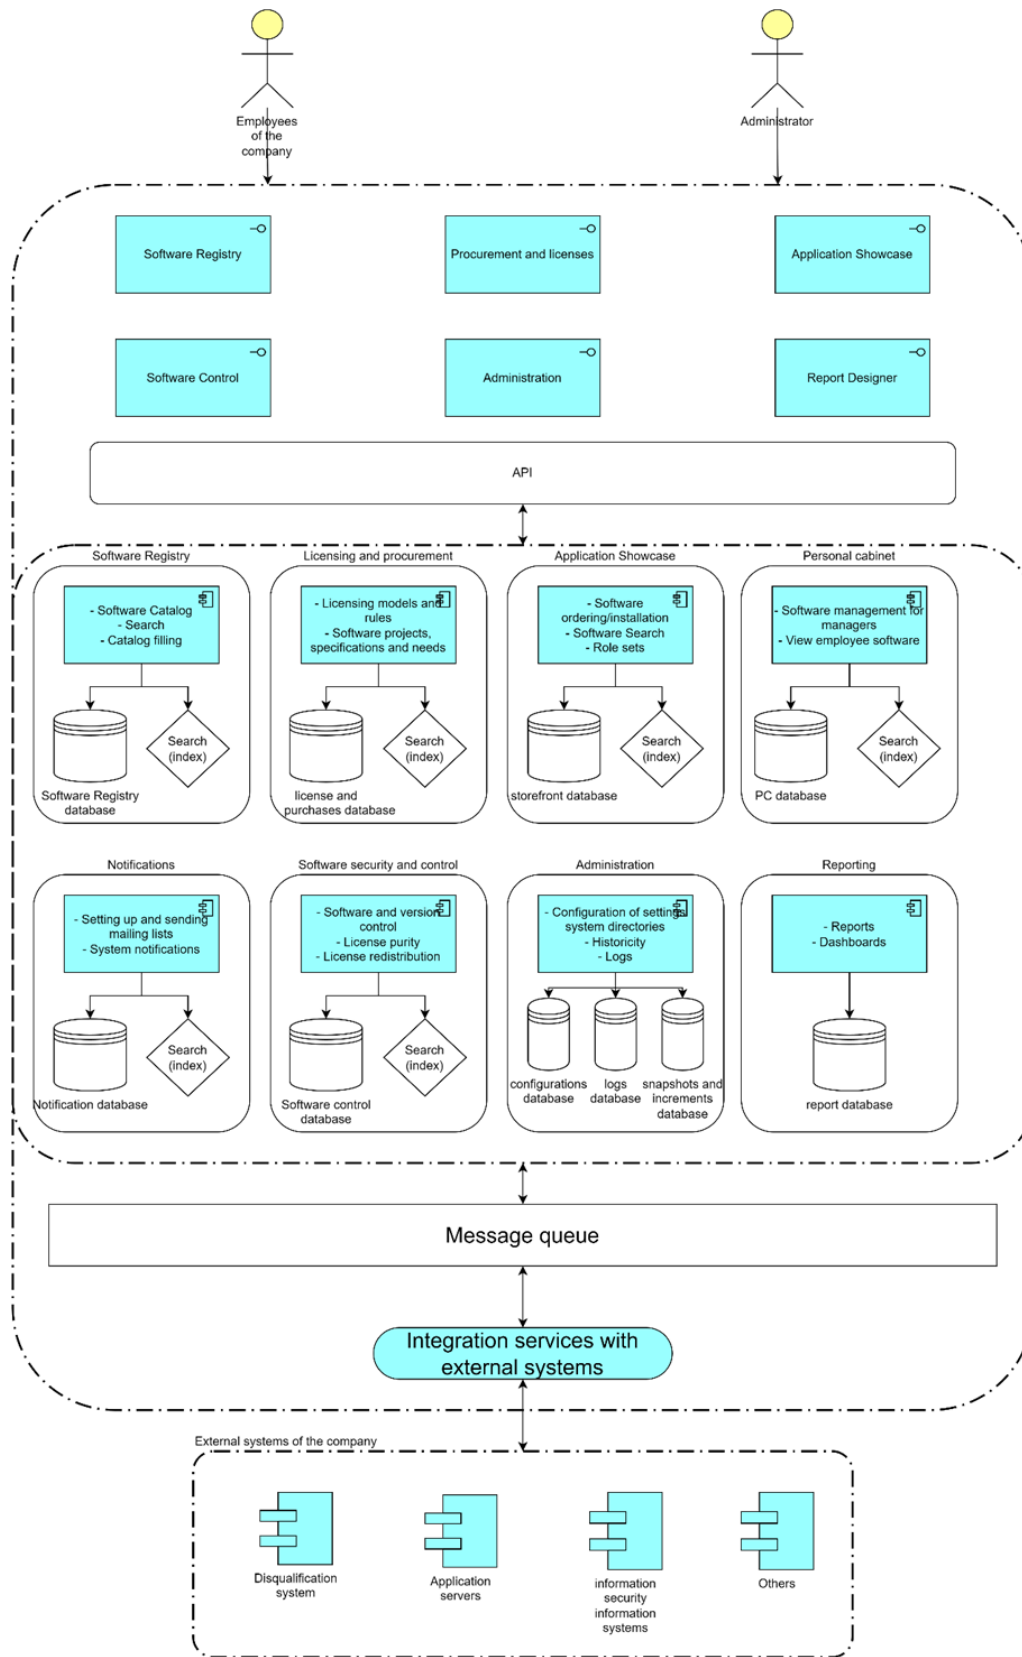 Employees
of the
company
Administrator
Software Registry
Procurement and licenses
Application Showcase
Software Control
Administration
Report Designer
API
Software Registry
Licensing and procurement
Application Showcase
Personal cabinet
- Software Catalog
- Search
- Catalog filling
- Licensing models and
rules
- Software projects,
specifications and needs
- Software
ordering/installation
- Software Search
- Role sets
- Software management for
managers
- View employee software
Search
(index)
Search
(index)
Search
(index)
Search
(index)
Software Registry
database
license and
purchases database
storefront database
PC database
Notifications
Software security and control
Administration
Reporting
- Setting up and sending
mailing lists
- System notifications
- Software and version
control
- License purity
- License redistribution
- Configuration of settings,
system directories
- Historicity
- Logs
- Reports
- Dashboards
Search
(index)
Search
(index)
Notification database
Software control
database
configurations
database
logs
database
snapshots and
increments
database
report database
Message queue
Integration services with
external systems
External systems of the company
Disqualification
system
Application
servers
information
security
information
systems
Others